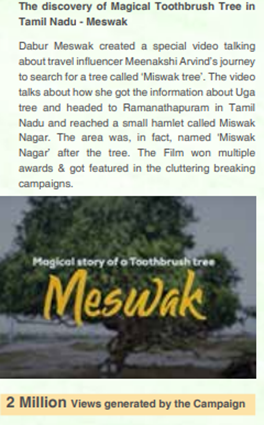 The discovery of Magical Toothbrush Tree in
Tamil Nadu - Meswak
Dabur Meswak created a special video talking
about travel influencer Meenakshi Arvind's journey
to search for a tree called 'Miswak tree'. The video
talks about how she got the information about Uga
tree and headed to Ramanathapuram in Tamil
Nadu and reached a small hamlet called Miswak
Nagar. The area was, in fact, named 'Miswak
Nagar' after the tree. The Film won multiple
awards & got featured in the cluttering breaking
campaigns.
Magical story of a Toothbrush tree
Meswak
2 Million Views generated by the Campaign